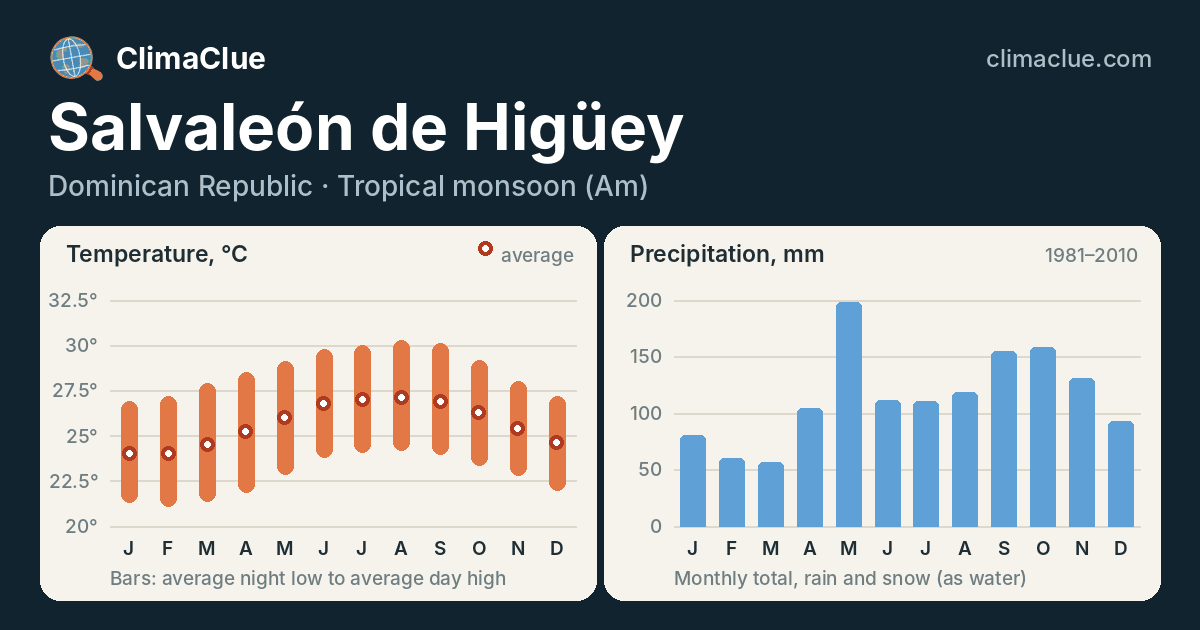 ClimaClue
climaclue.com
Salvaleón de Higüey
Dominican Republic · Tropical monsoon (Am)
Temperature, °C
average
32.5°
30°
27.5°
25°
22.5°
20°
J F M A M J J A S O N D
Bars: average night low to average day high
Precipitation, mm
1981–2010
200
150
100
50
0
J F M A M J J A S O N D
Monthly total, rain and snow (as water)